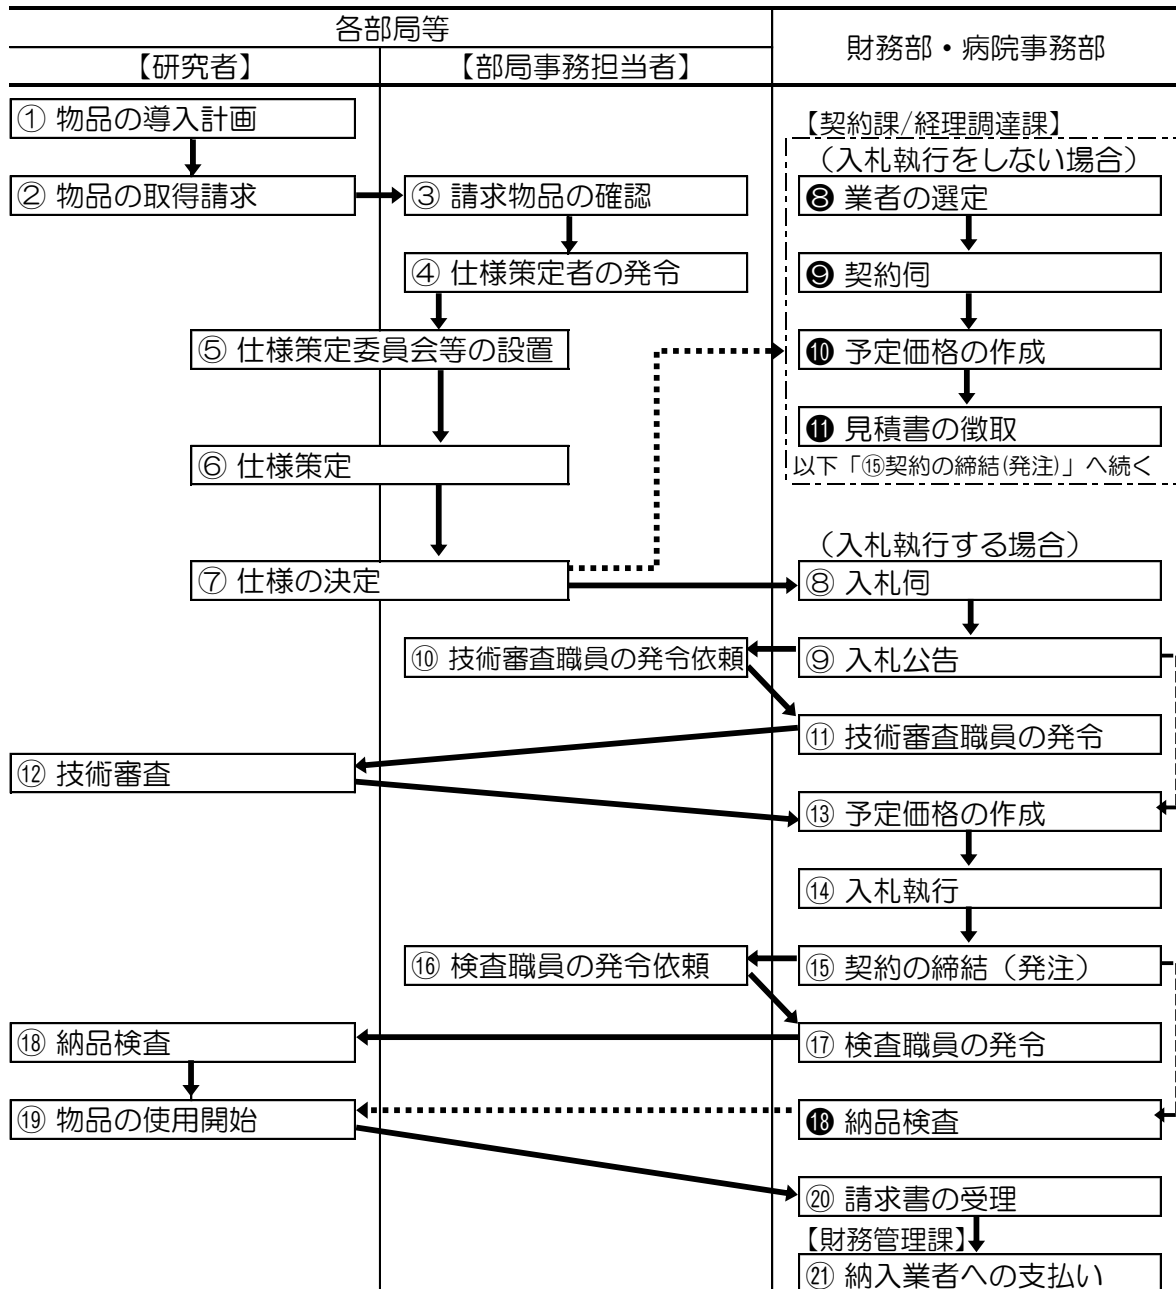 各部局等
財務部・病院事務部
【研究者】
【部局事務担当者】
① 物品の導入計画
【契約課/経理調達課】
（入札執行をしない場合）
② 物品の取得請求
③ 請求物品の確認
❽ 業者の選定
④ 仕様策定者の発令
❾ 契約伺
⑤ 仕様策定委員会等の設置
❿ 予定価格の作成
⓫ 見積書の徴取
⑥ 仕様策定
以下「⑮契約の締結(発注)」へ続く
（入札執行する場合）
⑦ 仕様の決定
⑧ 入札伺
⑩ 技術審査職員の発令依頼
⑨ 入札公告
⑪ 技術審査職員の発令
⑫ 技術審査
⑬ 予定価格の作成
⑭ 入札執行
⑯ 検査職員の発令依頼
⑮ 契約の締結（発注）
⑱ 納品検査
⑰ 検査職員の発令
⑲ 物品の使用開始
⓲ 納品検査
⑳ 請求書の受理
【財務管理課】
㉑ 納入業者への支払い